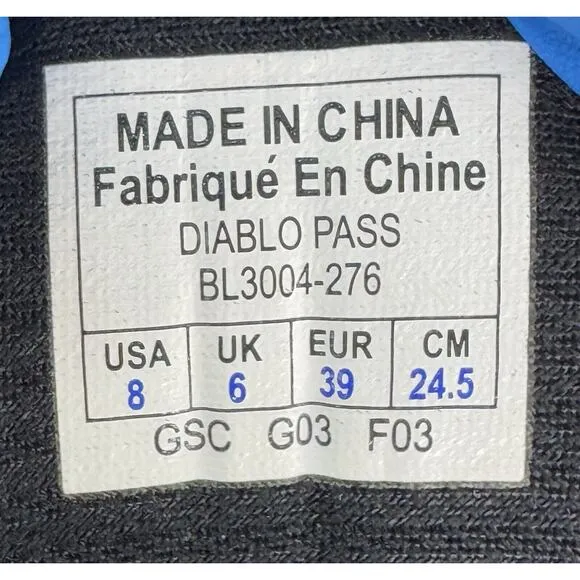 MADE IN CHINA
Fabriqué En Chine
DIABLO PASS
BL3004-276
USA UK EUR CM
8 6 39 24.5
GSC G03 F03